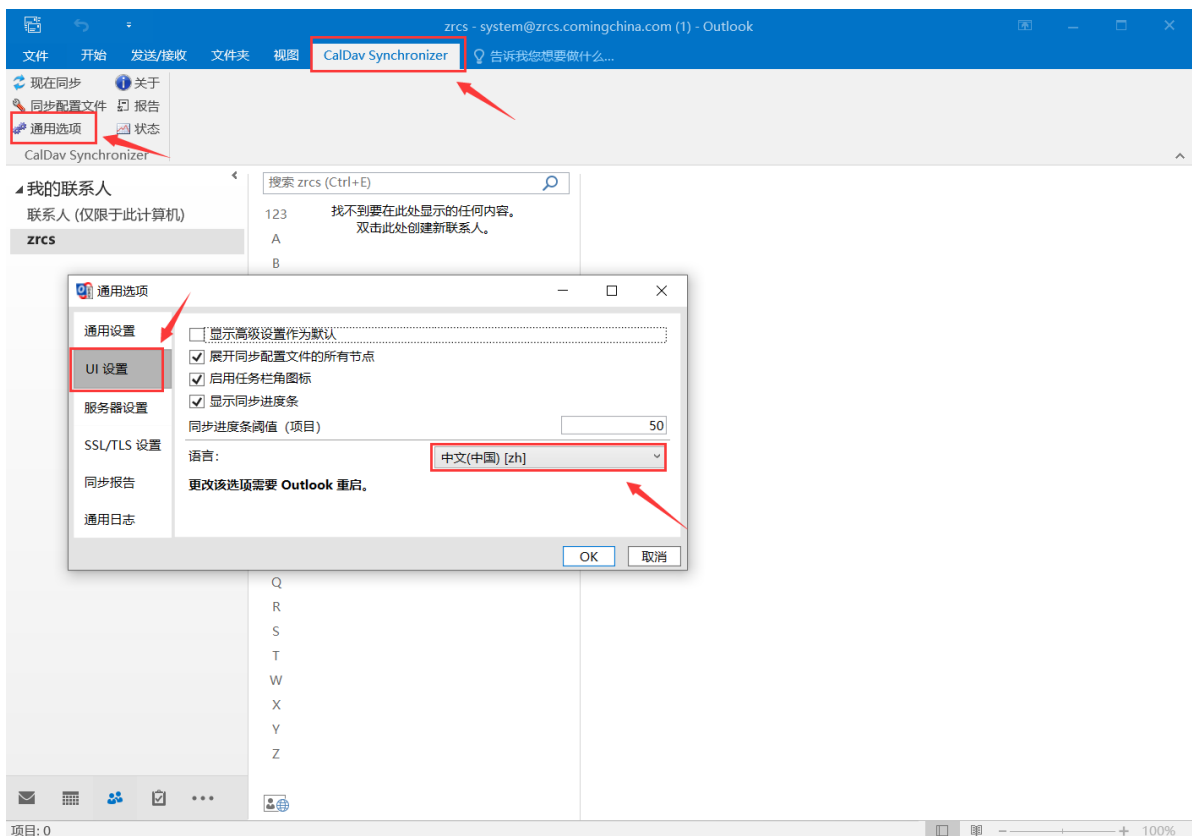 zrcs - system@zrcs.comingchina.com (1) - Outlook
文件 开始 发送/接收 文件夹 视图 CalDav Synchronizer 告诉我您想要做什么...
现在同步 关于
同步配置文件 报告
通用选项 状态
CalDav Synchronizer
我的联系人
联系人 (仅限于此计算机)
zrcs
搜索 zrcs (Ctrl+E)
123
找不到要在此处显示的任何内容。
双击此处创建新联系人。
A
B
通用选项
通用设置
UI 设置
服务器设置
SSL/TLS 设置
同步报告
通用日志
显示高级设置作为默认
展开同步配置文件的所有节点
启用任务栏角图标
显示同步进度条
同步进度条阈值（项目） 50
语言: 中文(中国) [zh]
更改该选项需要 Outlook 重启。
OK 取消
Q
R
S
T
W
X
Y
Z
项目: 0
100%